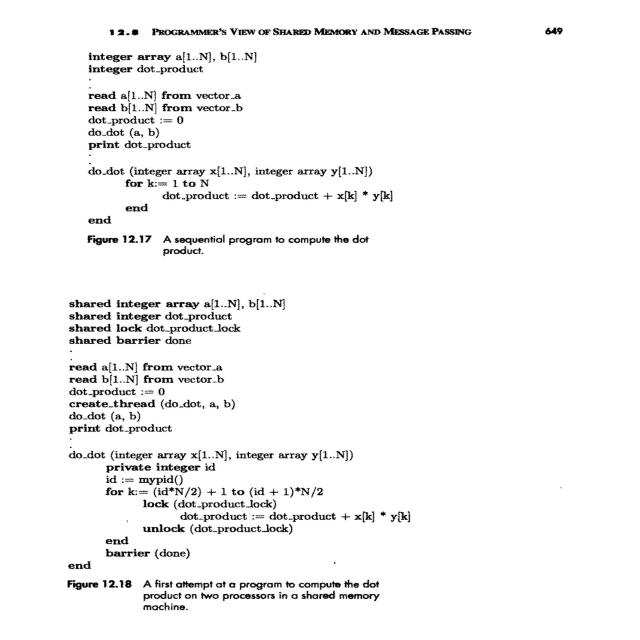 12.8 PROGRAMMER'S VIEW OF SHARED MEMORY AND MESSAGE PASSING 649
integer array a[1..N], b[1..N]
integer dot_product
.
.
read a[1..N] from vector_a
read b[1..N] from vector_b
dot_product := 0
do_dot (a, b)
print dot_product
.
.
do_dot (integer array x[1..N], integer array y[1..N])
for k:= 1 to N
dot_product := dot_product + x[k] * y[k]
end
end
Figure 12.17 A sequential program to compute the dot
product.
shared integer array a[1..N], b[1..N]
shared integer dot_product
shared lock dot_product_lock
shared barrier done
.
.
read a[1..N] from vector_a
read b[1..N] from vector_b
dot_product := 0
create_thread (do_dot, a, b)
do_dot (a, b)
print dot_product
.
.
do_dot (integer array x[1..N], integer array y[1..N])
private integer id
id := mypid()
for k:= (id*N/2) + 1 to (id + 1)*N/2
lock (dot_product_lock)
dot_product := dot_product + x[k] * y[k]
unlock (dot_product_lock)
end
barrier (done)
end
Figure 12.18 A first attempt at a program to compute the dot
product on two processors in a shared memory
machine.